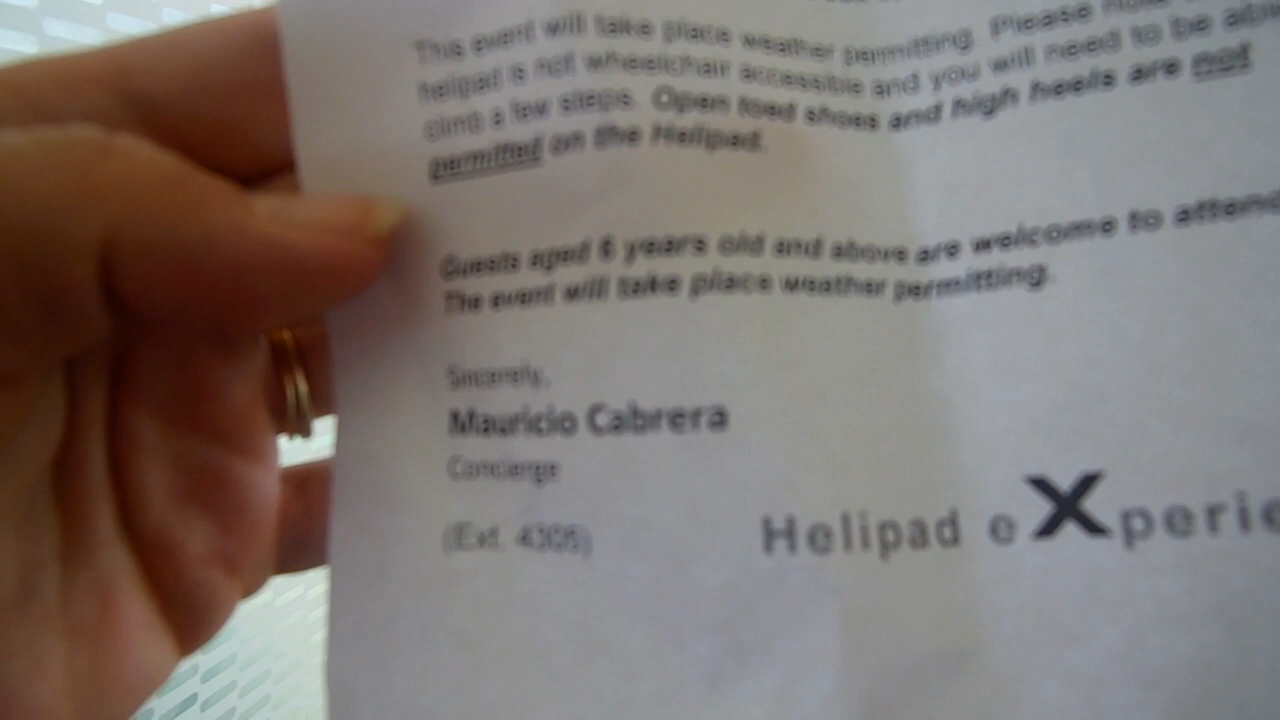 This event will take place weather permitting. Please
helipad is not wheelchair accessible and you will need to be
climb a few steps. Open toed shoes and high heels are not
permitted on the Helipad.
Guests aged 6 years old and above are welcome to attend
The event will take place weather permitting.
Sincerely,
Mauricio Cabrera
Concierge
(Ext. 4305)
Helipad eXperie